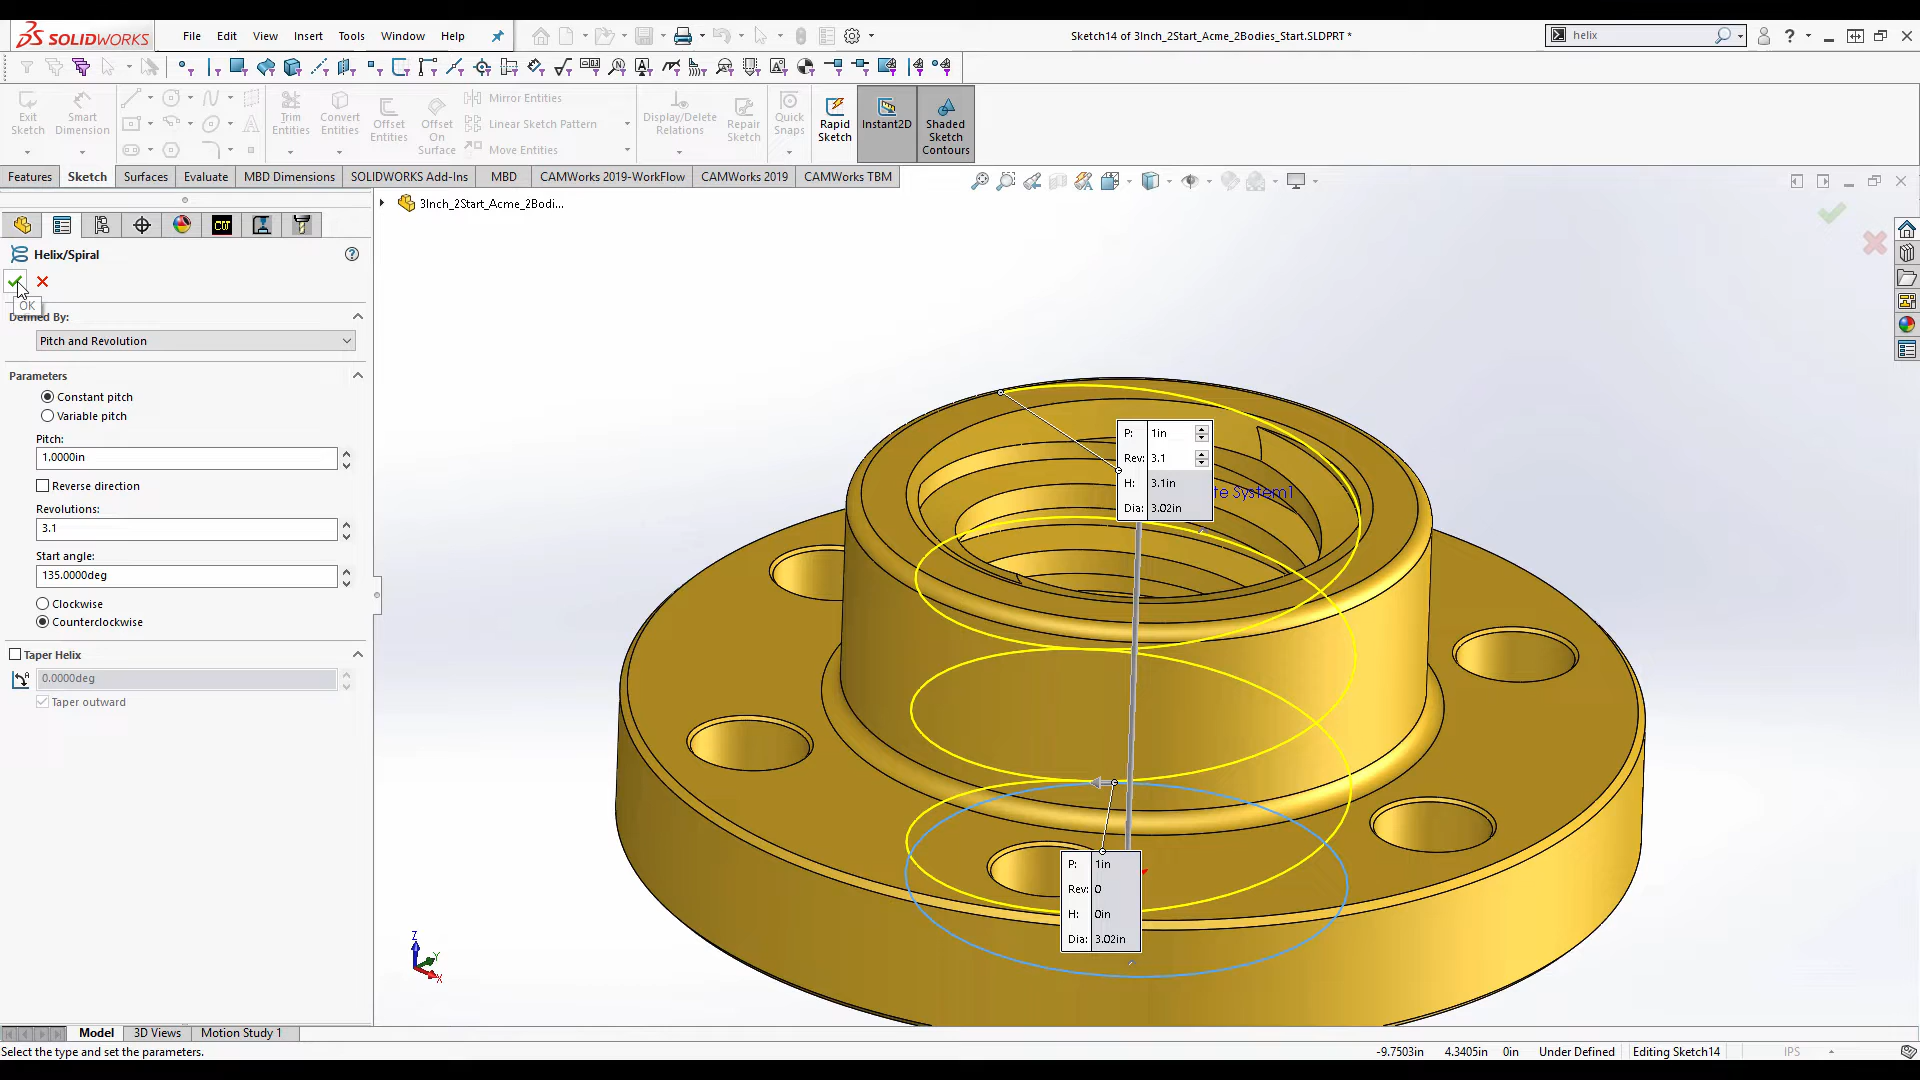 SOLIDWORKS
File Edit View Insert Tools Window Help
Sketch14 of 3Inch_2Start_Acme_2Bodies_Start.SLDPRT *
helix
Exit Sketch
Smart Dimension
Trim Entities
Convert Entities
Offset Entities
Offset On Surface
Mirror Entities
Linear Sketch Pattern
Move Entities
Display/Delete Relations
Repair Sketch
Quick Snaps
Rapid Sketch
Instant2D
Shaded Sketch Contours
Features Sketch Surfaces Evaluate MBD Dimensions SOLIDWORKS Add-Ins MBD CAMWorks 2019-WorkFlow CAMWorks 2019 CAMWorks TBM
3Inch_2Start_Acme_2Bodi...
CW
Helix/Spiral
OK
Defined By:
Pitch and Revolution
Parameters
Constant pitch
Variable pitch
Pitch:
1.0000in
Reverse direction
Revolutions:
3.1
Start angle:
135.0000deg
Clockwise
Counterclockwise
Taper Helix
0.0000deg
Taper outward
P: 1in
Rev: 3.1
H: 3.1in
Dia: 3.02in
te System1
P: 1in
Rev: 0
H: 0in
Dia: 3.02in
Z
Y
X
Model 3D Views Motion Study 1
Select the type and set the parameters.
-9.7503in 4.3405in 0in Under Defined Editing Sketch14 IPS